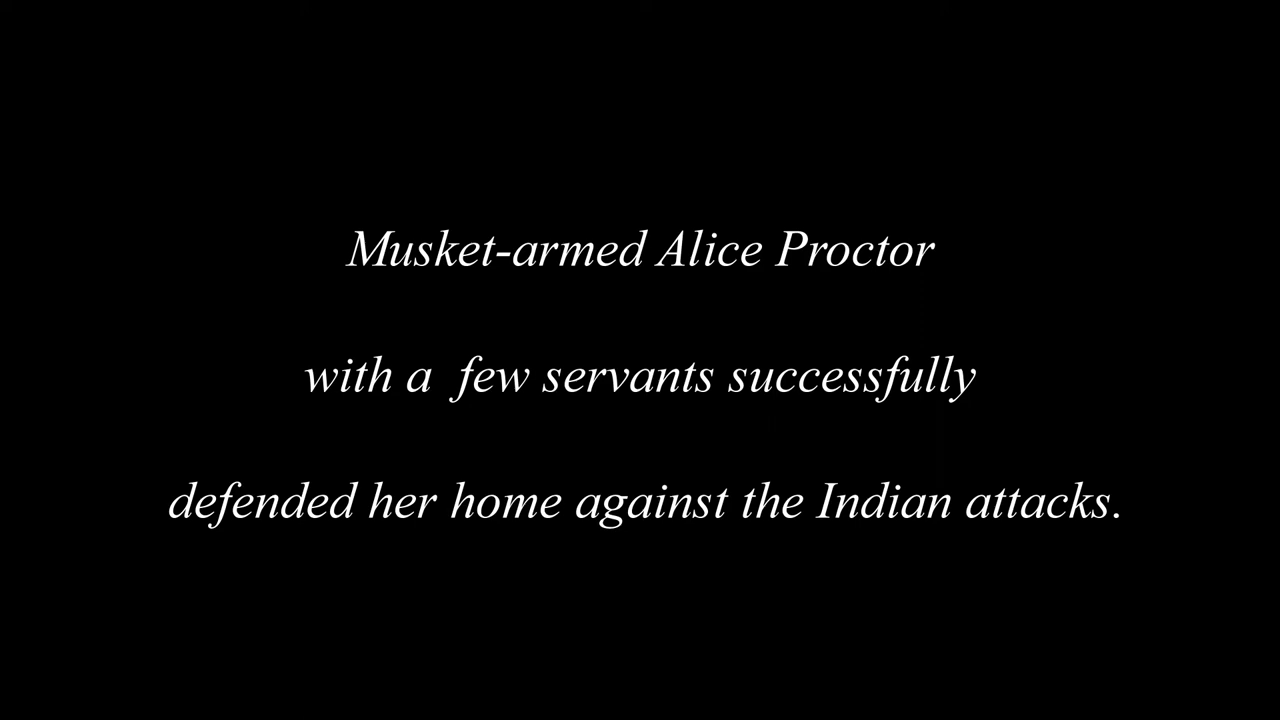 Musket-armed Alice Proctor
with a  few servants successfully
defended her home against the Indian attacks.